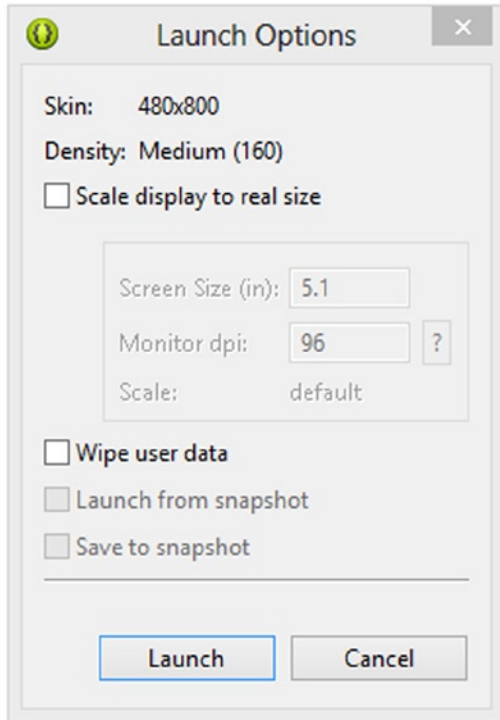 Launch Options
Skin: 480x800
Density: Medium (160)
Scale display to real size
Screen Size (in): 5.1
Monitor dpi: 96 ?
Scale: default
Wipe user data
Launch from snapshot
Save to snapshot
Launch Cancel